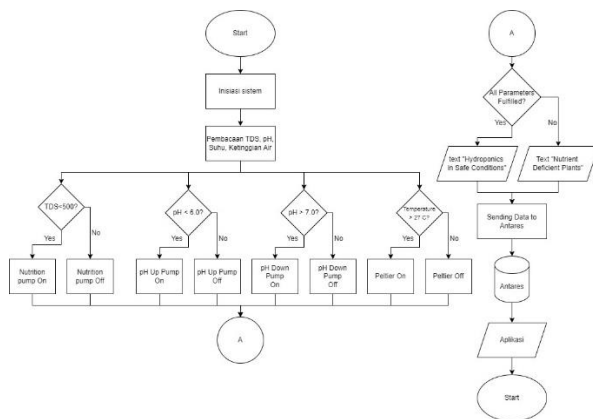 Start
Inisiasi sistem
Pembacaan TDS, pH,
Suhu, Ketingpian Air
TDS<500?
Yes
No
Nutrition
pump On
Nutrition
pump Off
pH < 6.0?
Yes
No
pH Up Pump
On
pH Up Pump
Off
pH > 7.0?
Yes
No
pH Down
Pump
On
pH Down
Pump
Off
Temperature
> 27 C?
Yes
No
Peltier On
Peltier Off
A
A
All Parameters
Fulfilled?
Yes
No
text "Hydroponics
in Safe Conditions"
Text "Nutrient
Deficient Plants"
Sending Data to
Antares
Antares
Aplikasi
Start